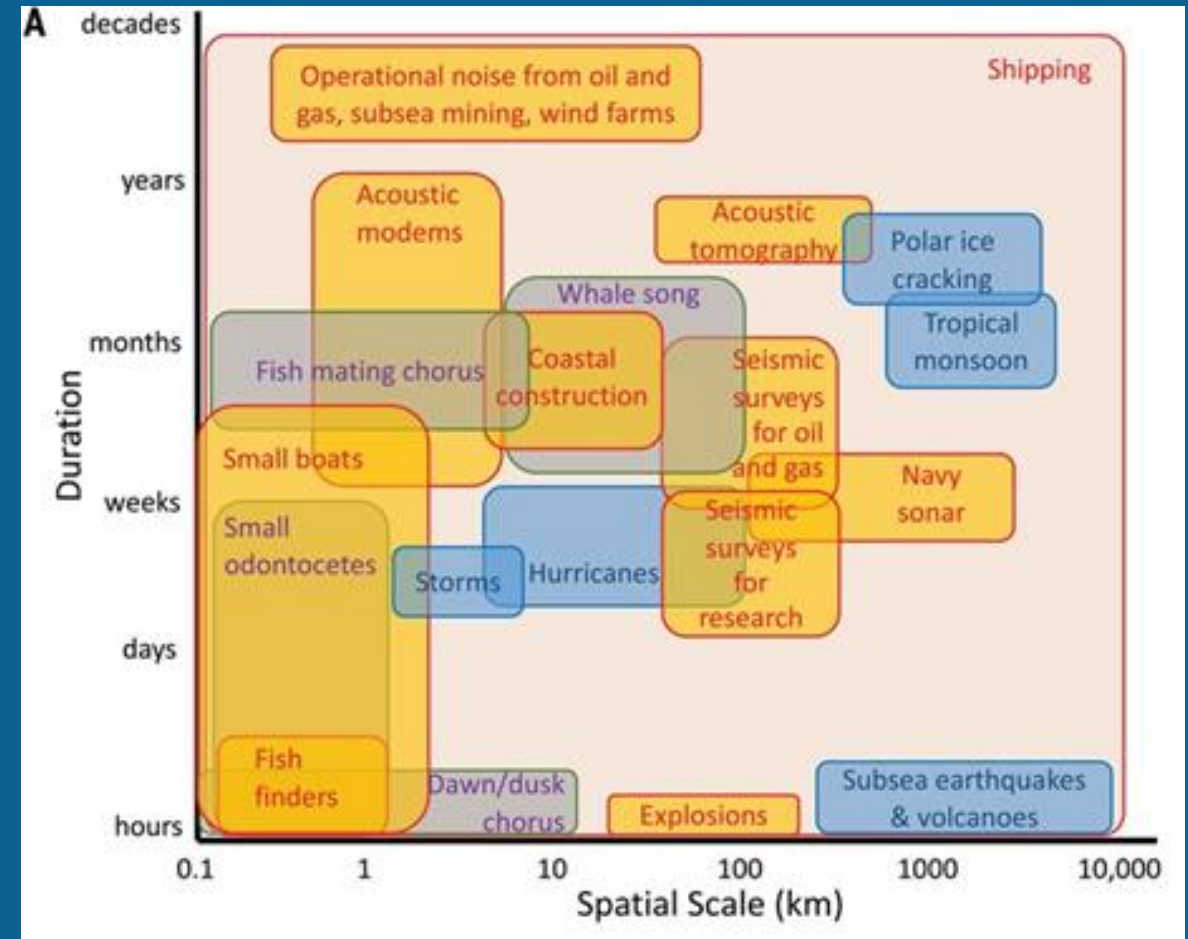 A
decades
Shipping
Operational noise from oil and
gas, subsea mining, wind farms
years
Acoustic
modems
Acoustic
tomography
Polar ice
cracking
Whale song
Tropical
monsoon
months
Fish mating chorus
Coastal
construction
Seismic
surveys
for oil
and gas
Small boats
Navy
sonar
weeks
Small
odontocetes
Seismic
surveys
for
research
Storms
Hurricanes
days
Fish
finders
Dawn/dusk
chorus
Explosions
Subsea earthquakes
& volcanoes
hours
Duration
0.1
1
10
100
1000
10,000
Spatial Scale (km)